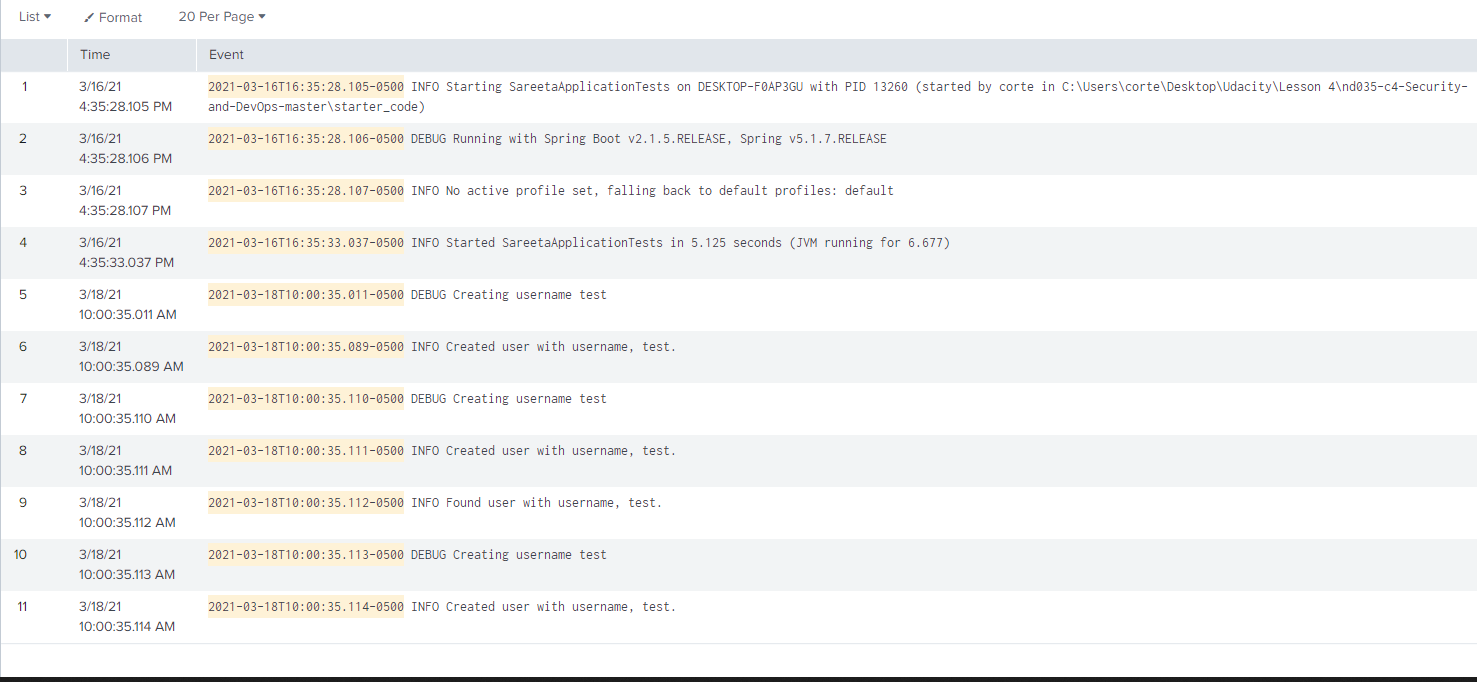 List Format 20 Per Page
Time Event
1 3/16/21 2021-03-16T16:35:28.105-0500 INFO Starting SareetaApplicationTests on DESKTOP-F0AP3GU with PID 13260 (started by corte in C:\Users\corte\Desktop\Udacity\Lesson 4\nd035-c4-Security-
4:35:28.105 PM and-DevOps-master\starter_code)
2 3/16/21 2021-03-16T16:35:28.106-0500 DEBUG Running with Spring Boot v2.1.5.RELEASE, Spring v5.1.7.RELEASE
4:35:28.106 PM
3 3/16/21 2021-03-16T16:35:28.107-0500 INFO No active profile set, falling back to default profiles: default
4:35:28.107 PM
4 3/16/21 2021-03-16T16:35:33.037-0500 INFO Started SareetaApplicationTests in 5.125 seconds (JVM running for 6.677)
4:35:33.037 PM
5 3/18/21 2021-03-18T10:00:35.011-0500 DEBUG Creating username test
10:00:35.011 AM
6 3/18/21 2021-03-18T10:00:35.089-0500 INFO Created user with username, test.
10:00:35.089 AM
7 3/18/21 2021-03-18T10:00:35.110-0500 DEBUG Creating username test
10:00:35.110 AM
8 3/18/21 2021-03-18T10:00:35.111-0500 INFO Created user with username, test.
10:00:35.111 AM
9 3/18/21 2021-03-18T10:00:35.112-0500 INFO Found user with username, test.
10:00:35.112 AM
10 3/18/21 2021-03-18T10:00:35.113-0500 DEBUG Creating username test
10:00:35.113 AM
11 3/18/21 2021-03-18T10:00:35.114-0500 INFO Created user with username, test.
10:00:35.114 AM